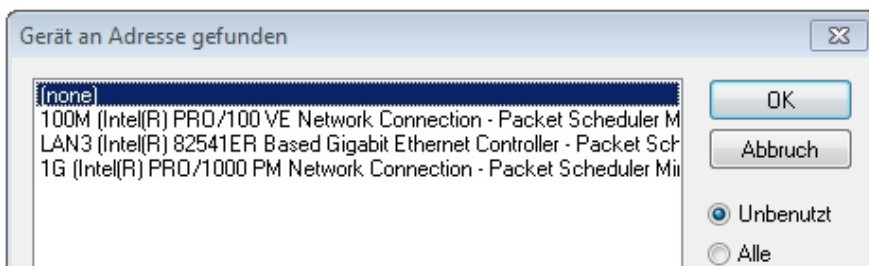 Gerät an Adresse gefunden
(none)
100M (Intel(R) PRO/100 VE Network Connection - Packet Scheduler M
LAN3 (Intel(R) 82541ER Based Gigabit Ethernet Controller - Packet Sch
1G (Intel(R) PRO/1000 PM Network Connection - Packet Scheduler Mi
OK
Abbruch
Unbenutzt
Alle